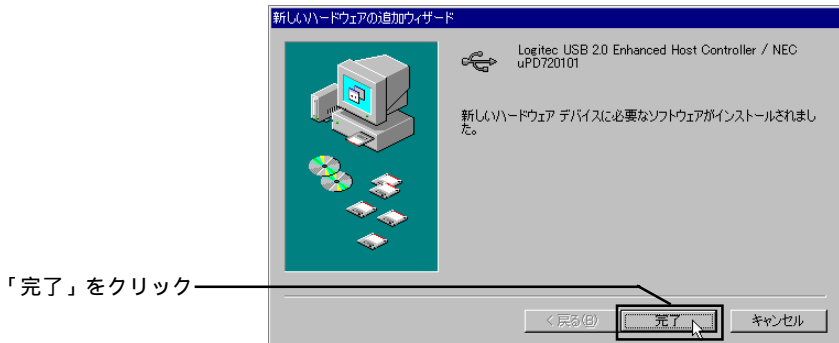 新しいハードウェアの追加ウィザード
Logitec USB 2.0 Enhanced Host Controller / NEC
uPD720101
新しいハードウェア デバイスに必要なソフトウェアがインストールされまし
た。
「完了」をクリック
< 戻る(B)
完了
キャンセル